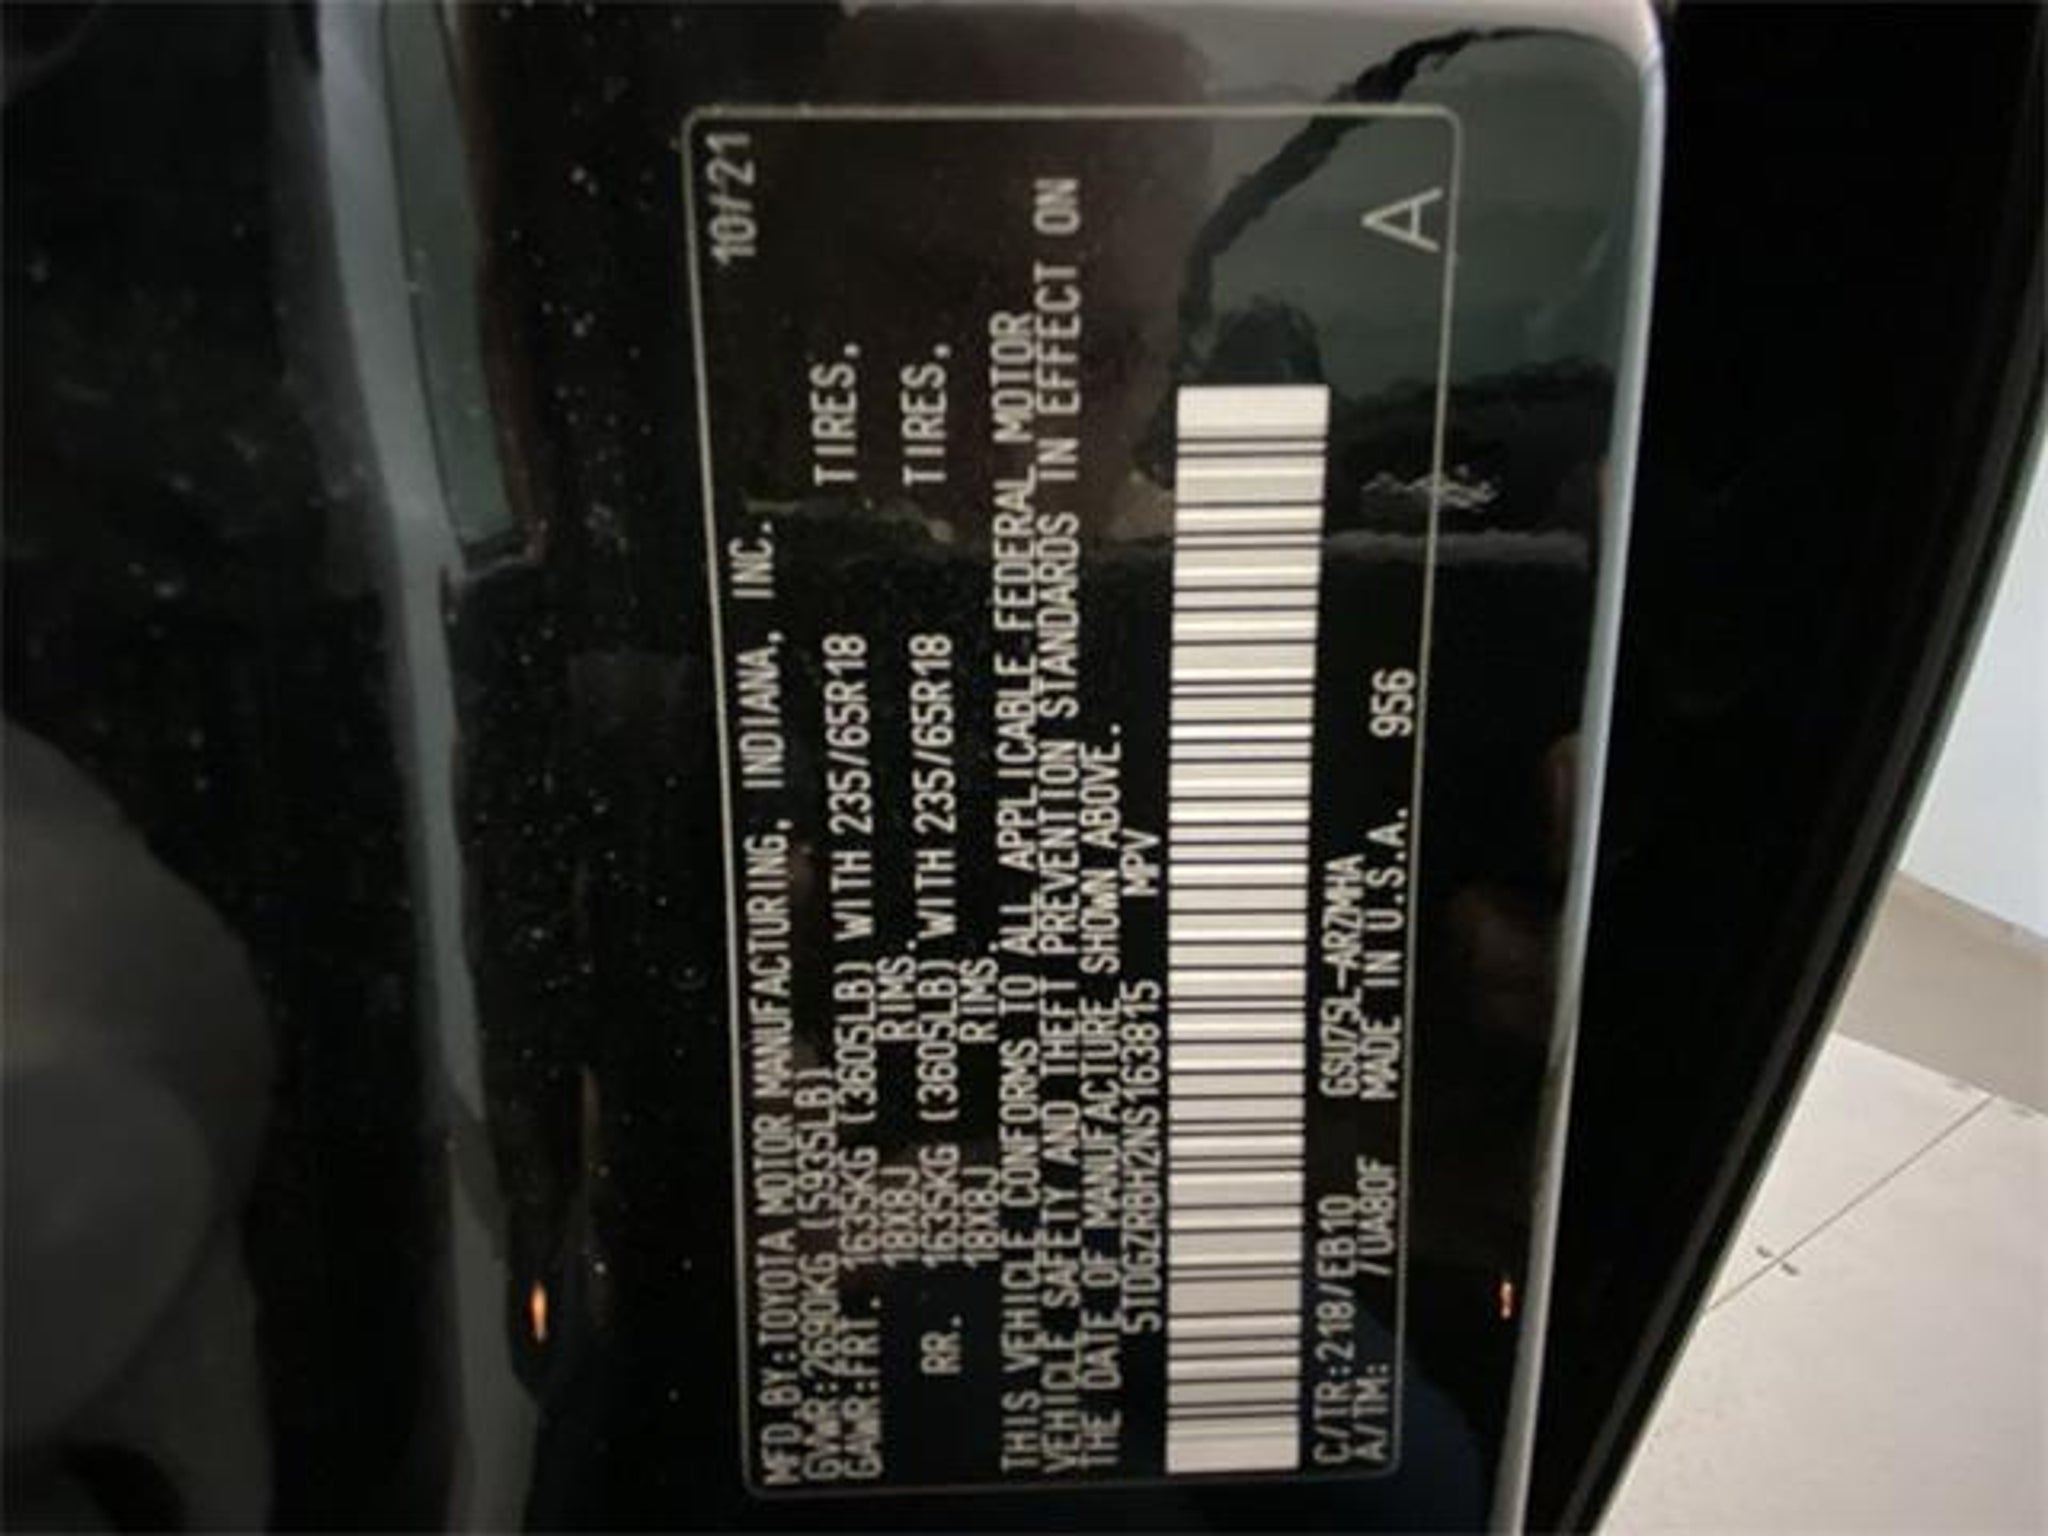 MFD.BY:TOYOTA MOTOR MANUFACTURING, INDIANA, INC. 10/21
GVWR:2690KG (5935LB)
GAWR:FRT. 1635KG (3605LB) WITH 235/65R18 TIRES,
18X8J RIMS.
RR. 1635KG (3605LB) WITH 235/65R18 TIRES,
18X8J RIMS.
THIS VEHICLE CONFORMS TO ALL APPLICABLE FEDERAL MOTOR
VEHICLE SAFETY AND THEFT PREVENTION STANDARDS IN EFFECT ON
THE DATE OF MANUFACTURE SHOWN ABOVE.
5TDGZRBH2NS163815 MPV
C/TR:218/EB10 GSU75L-ARZMHA
A/TM: /UA80F MADE IN U.S.A. 956 A